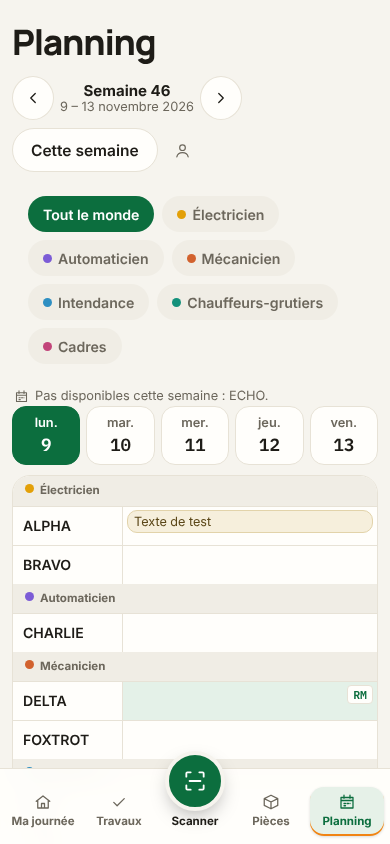 Planning
Semaine 46
9 – 13 novembre 2026
Cette semaine
Tout le monde
Électricien
Automaticien
Mécanicien
Intendance
Chauffeurs-grutiers
Cadres
Pas disponibles cette semaine : ECHO.
lun. mar. mer. jeu. ven.
9 10 11 12 13
Électricien
ALPHA Texte de test
BRAVO
Automaticien
CHARLIE
Mécanicien
DELTA RM
FOXTROT
Ma journée Travaux Scanner Pièces Planning